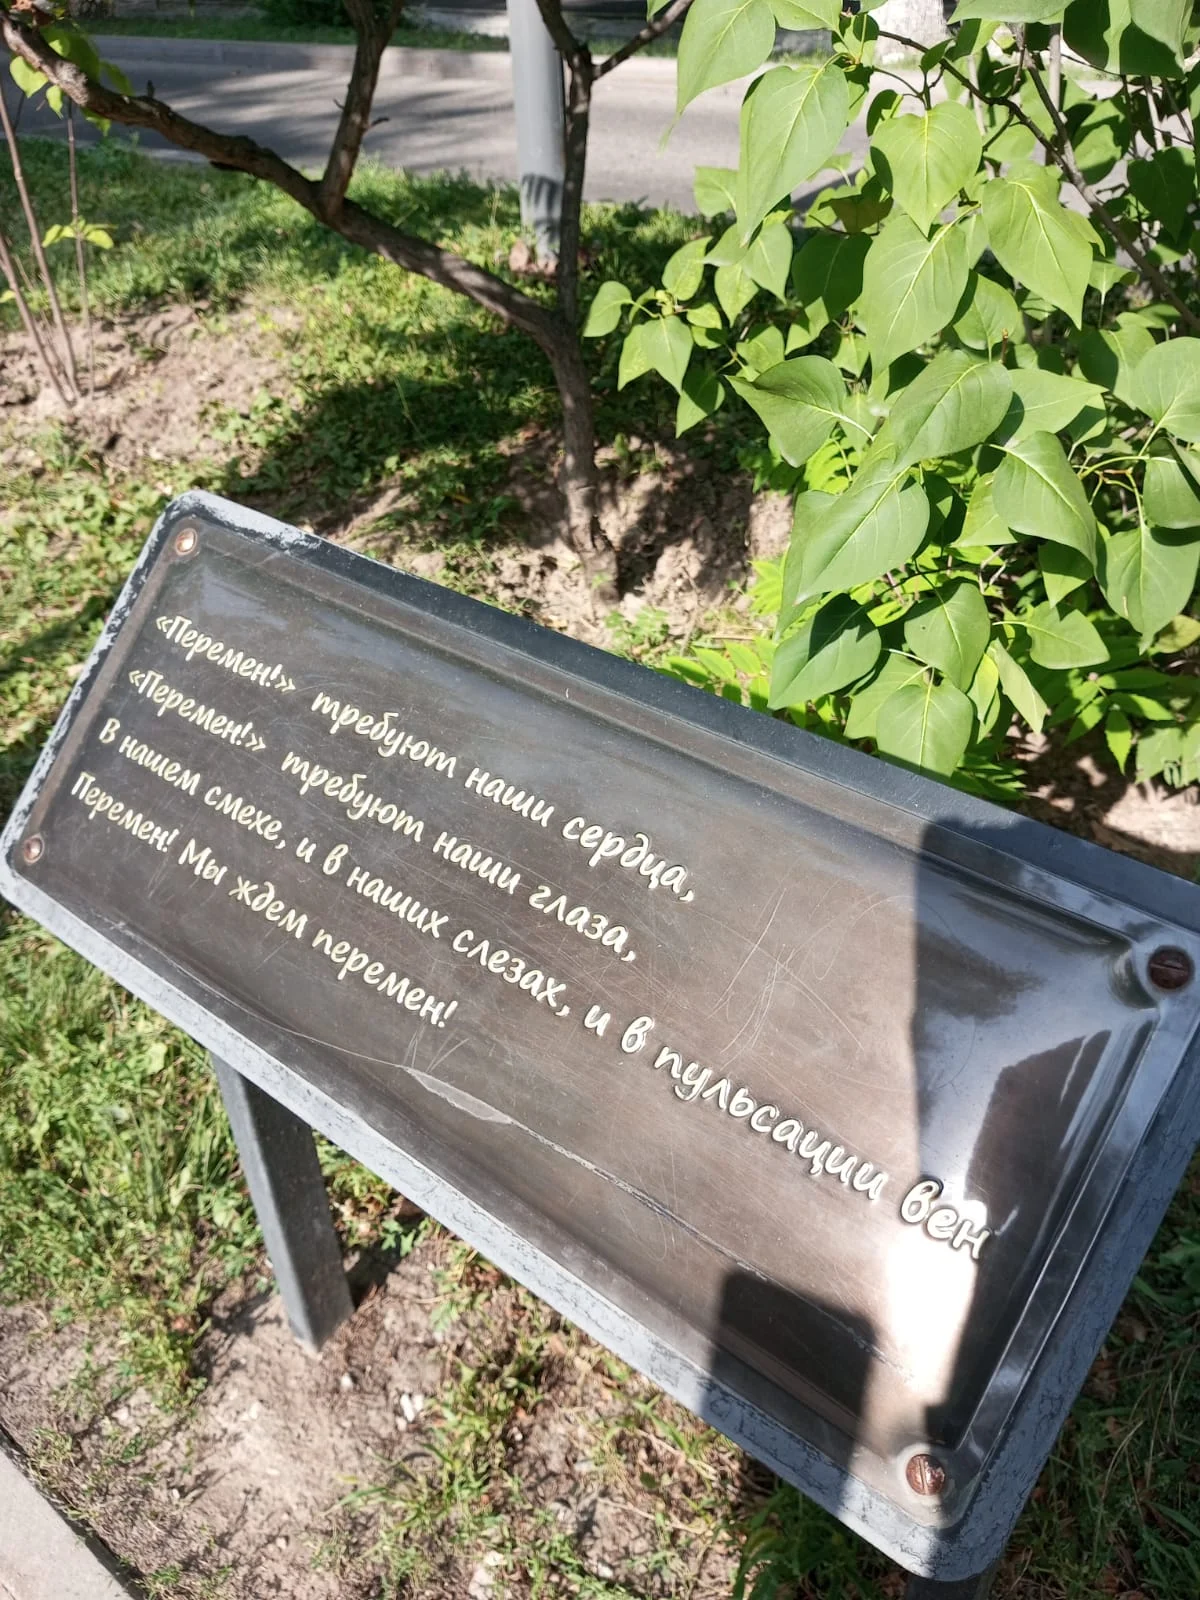 «Перемен!» требуют наши сердца,
«Перемен!» требуют наши глаза,
В нашем смехе, и в наших слезах, и в пульсации вен
Перемен! Мы ждем перемен!